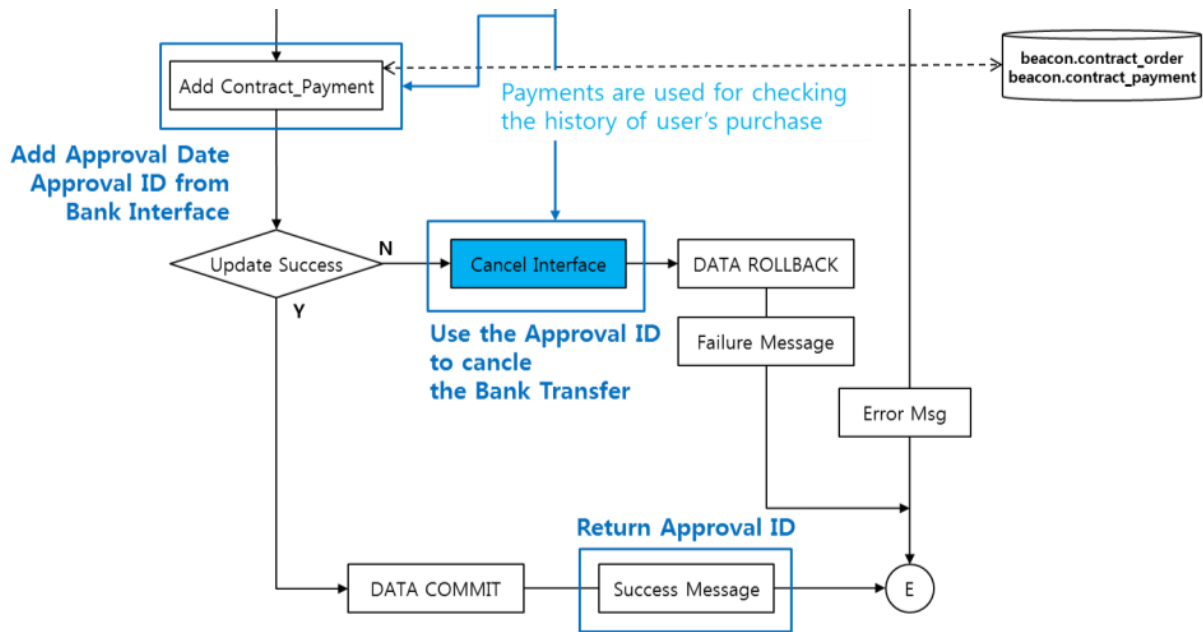 beacon.contract_order
beacon.contract_payment
Add Contract_Payment
Payments are used for checking
the history of user's purchase
Add Approval Date
Approval ID from
Bank Interface
Update Success
N
Y
Cancel Interface
DATA ROLLBACK
Use the Approval ID
to cancle
the Bank Transfer
Failure Message
Error Msg
Return Approval ID
DATA COMMIT
Success Message
E